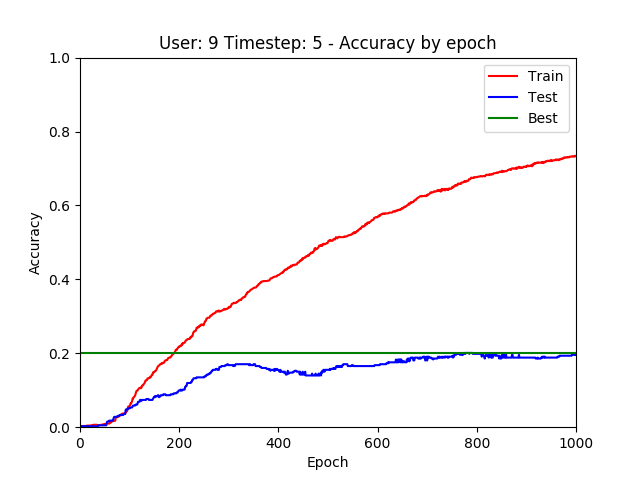 User: 9 Timestep: 5 - Accuracy by epoch
1.0
0.8
0.6
0.4
0.2
0.0
Accuracy
Train
Test
Best
0 200 400 600 800 1000
Epoch